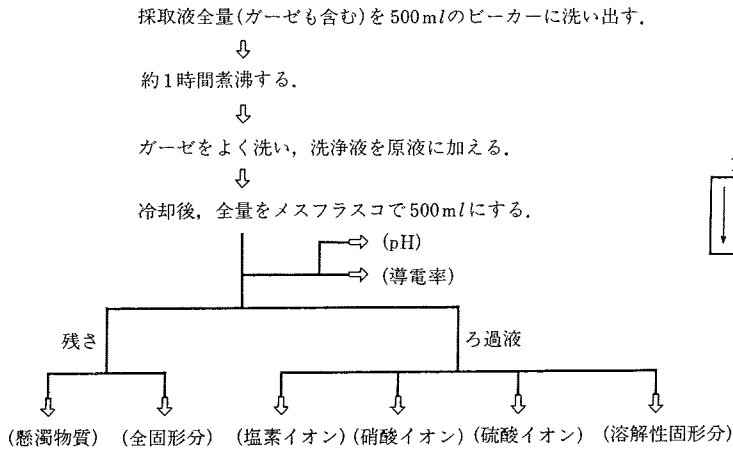 採取液全量(ガーゼも含む)を500mlのビーカーに洗い出す.
約1時間煮沸する.
ガーゼをよく洗い，洗浄液を原液に加える.
冷却後，全量をメスフラスコで500mlにする.
(pH)
(導電率)
残さ
ろ過液
(懸濁物質) (全固形分) (塩素イオン) (硝酸イオン) (硫酸イオン) (溶解性固形分)